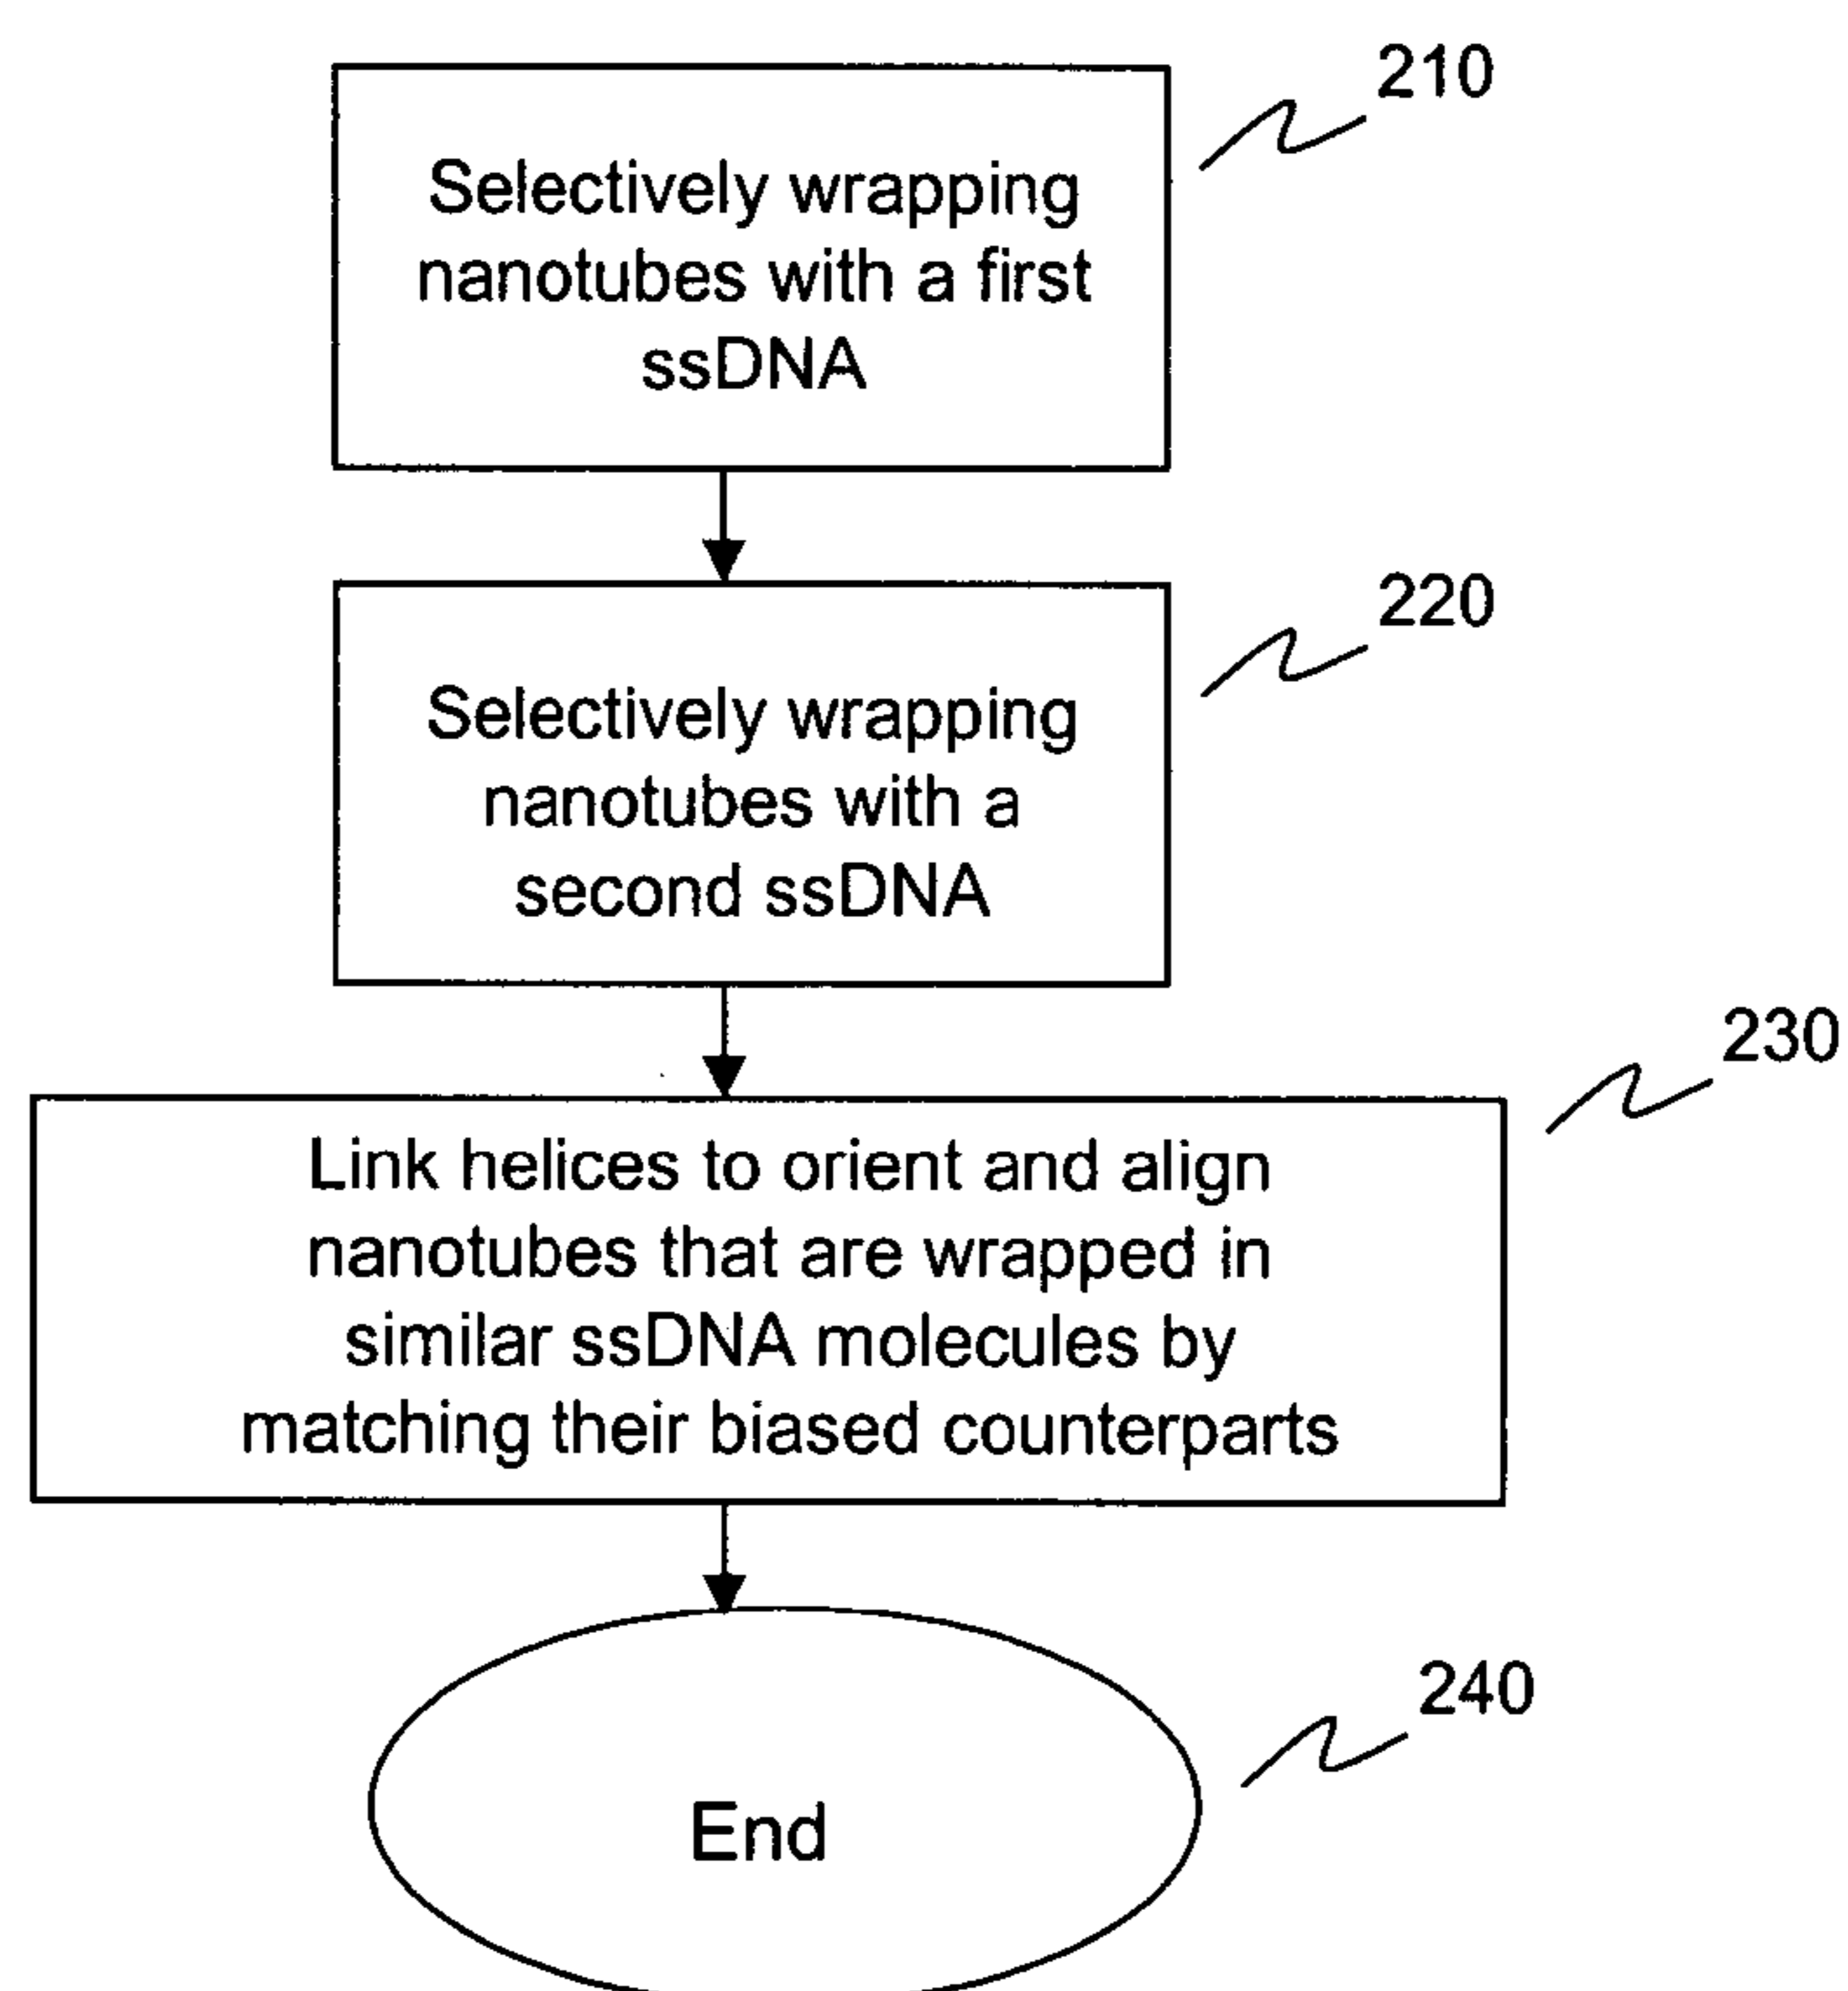 210
Selectively wrapping
nanotubes with a first
ssDNA
220
Selectively wrapping
nanotubes with a
second ssDNA
230
Link helices to orient and align
nanotubes that are wrapped in
similar ssDNA molecules by
matching their biased counterparts
240
End